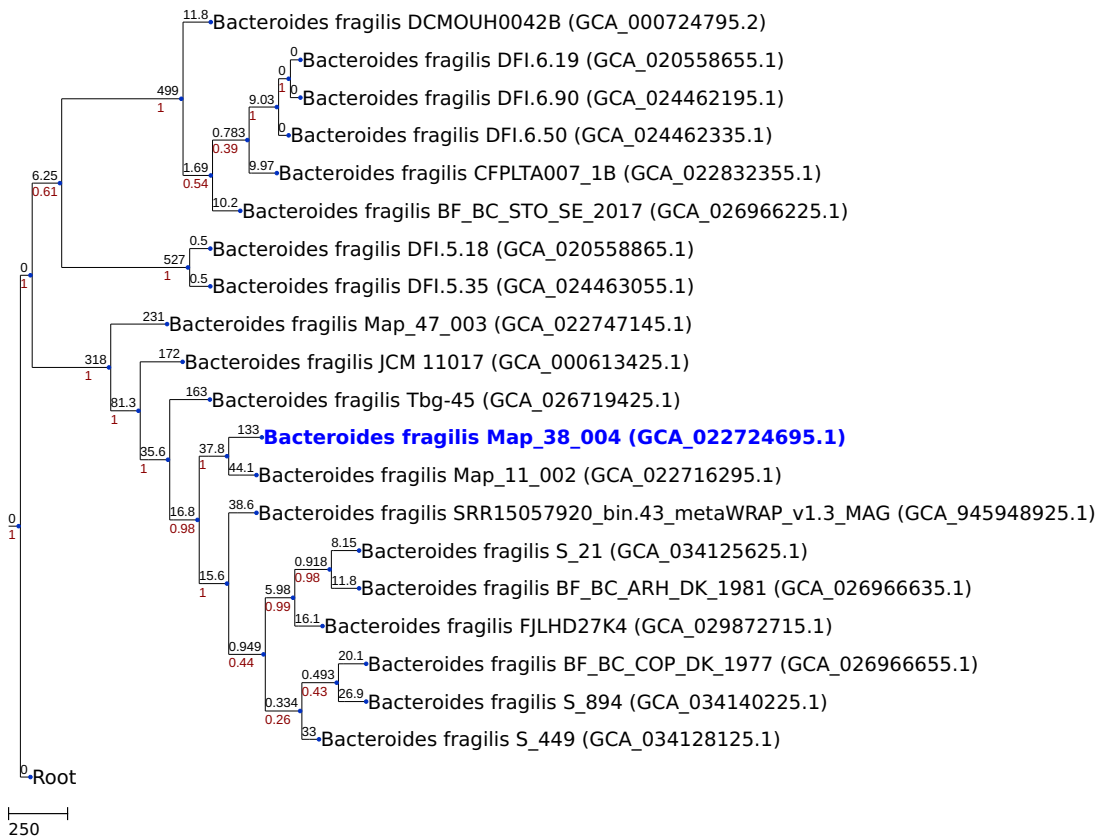 11.8
Bacteroides fragilis DCMOUH0042B (GCA_000724795.2)
0
Bacteroides fragilis DFI.6.19 (GCA_020558655.1)
0
1
0
Bacteroides fragilis DFI.6.90 (GCA_024462195.1)
499
1
9.03
1
0
Bacteroides fragilis DFI.6.50 (GCA_024462335.1)
0.783
0.39
9.97
Bacteroides fragilis CFPLTA007_1B (GCA_022832355.1)
1.69
0.54
6.25
0.61
10.2
Bacteroides fragilis BF_BC_STO_SE_2017 (GCA_026966225.1)
0.5
Bacteroides fragilis DFI.5.18 (GCA_020558865.1)
527
1
0
1
0.5
Bacteroides fragilis DFI.5.35 (GCA_024463055.1)
231
Bacteroides fragilis Map_47_003 (GCA_022747145.1)
318
1
172
Bacteroides fragilis JCM 11017 (GCA_000613425.1)
81.3
1
163
Bacteroides fragilis Tbg-45 (GCA_026719425.1)
133
Bacteroides fragilis Map_38_004 (GCA_022724695.1)
35.6
1
37.8
1
44.1
Bacteroides fragilis Map_11_002 (GCA_022716295.1)
16.8
0.98
38.6
Bacteroides fragilis SRR15057920_bin.43_metaWRAP_v1.3_MAG (GCA_945948925.1)
0
1
8.15
Bacteroides fragilis S_21 (GCA_034125625.1)
0.918
0.98
15.6
1
11.8
Bacteroides fragilis BF_BC_ARH_DK_1981 (GCA_026966635.1)
5.98
0.99
16.1
Bacteroides fragilis FJLHD27K4 (GCA_029872715.1)
0.949
0.44
20.1
Bacteroides fragilis BF_BC_COP_DK_1977 (GCA_026966655.1)
0.493
0.43
26.9
Bacteroides fragilis S_894 (GCA_034140225.1)
0.334
0.26
33
Bacteroides fragilis S_449 (GCA_034128125.1)
0
Root
250